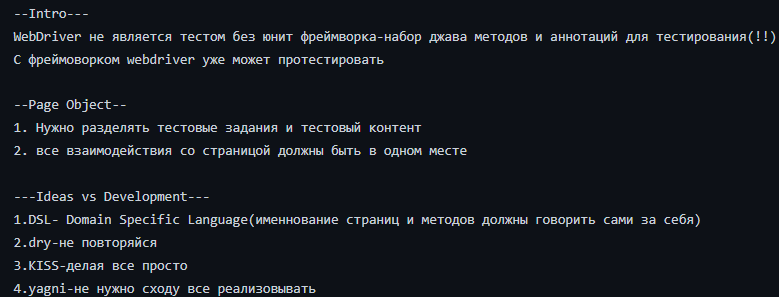 --Intro---
WebDriver не является тестом без юнит фреймворка-набор джава методов и аннотаций для тестирования(!!)
С фреймоворком webdriver уже может протестировать
--Page Object--
1. Нужно разделять тестовые задания и тестовый контент
2. все взаимодействия со страницой должны быть в одном месте
---Ideas vs Development---
1.DSL- Domain Specific Language(именнование страниц и методов должны говорить сами за себя)
2.dry-не повторяйся
3.KISS-делая все просто
4.yagni-не нужно сходу все реализовывать